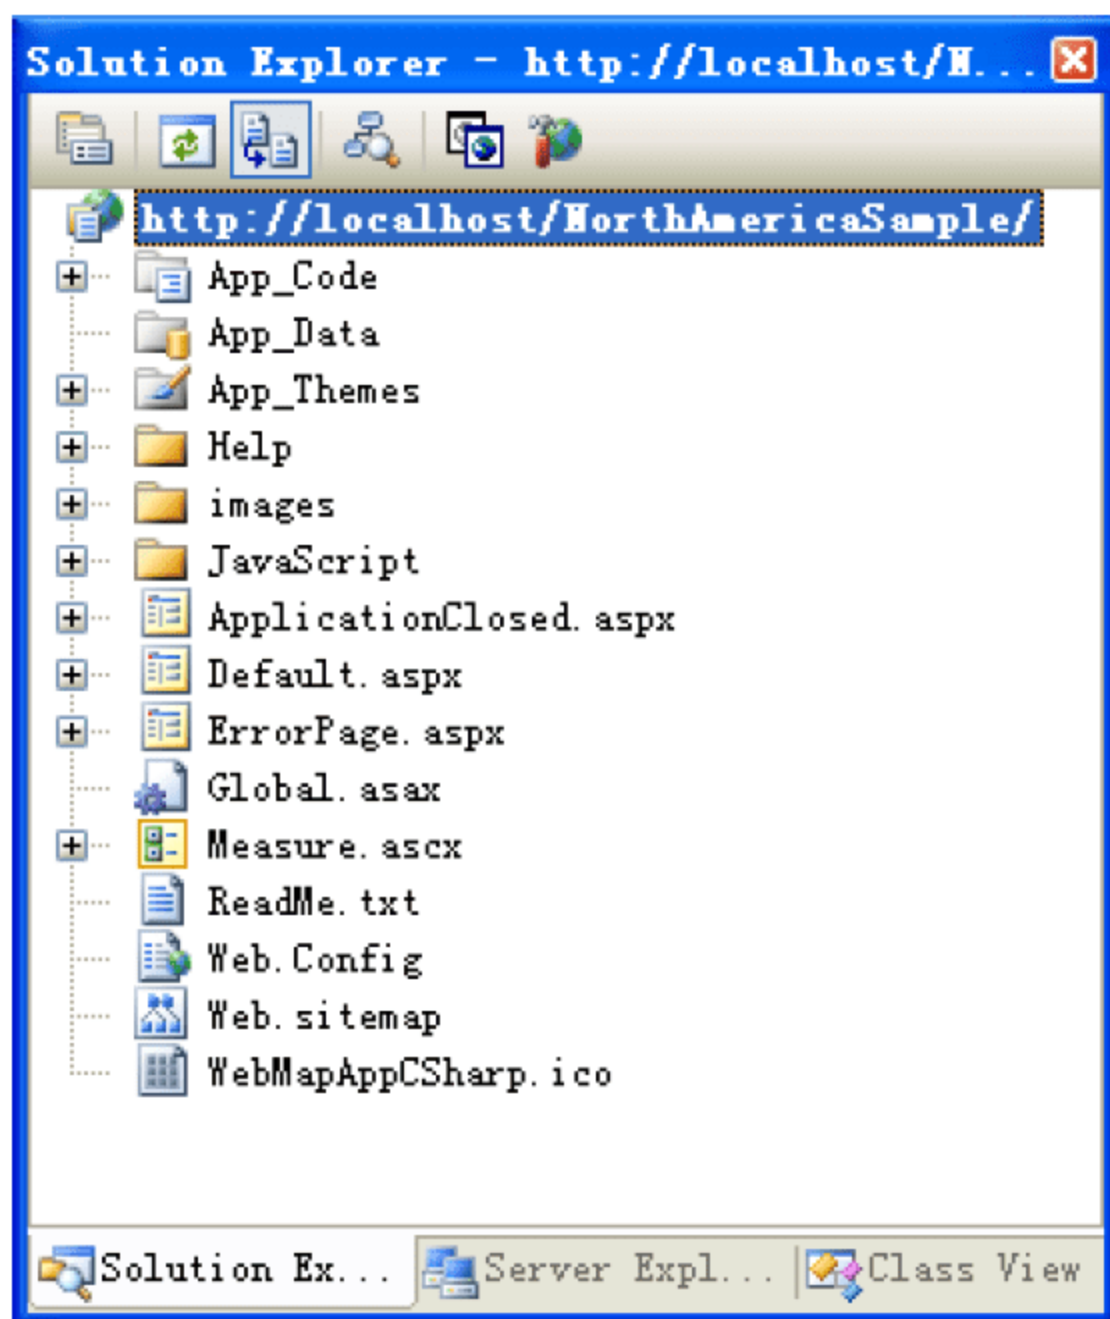 Solution Explorer - http://localhost/N...
http://localhost/NorthAmericaSample/
App_Code
App_Data
App_Themes
Help
images
JavaScript
ApplicationClosed.aspx
Default.aspx
ErrorPage.aspx
Global.asax
Measure.ascx
ReadMe.txt
Web.Config
Web.sitemap
WebMapAppCSharp.ico
Solution Ex... Server Expl... Class View